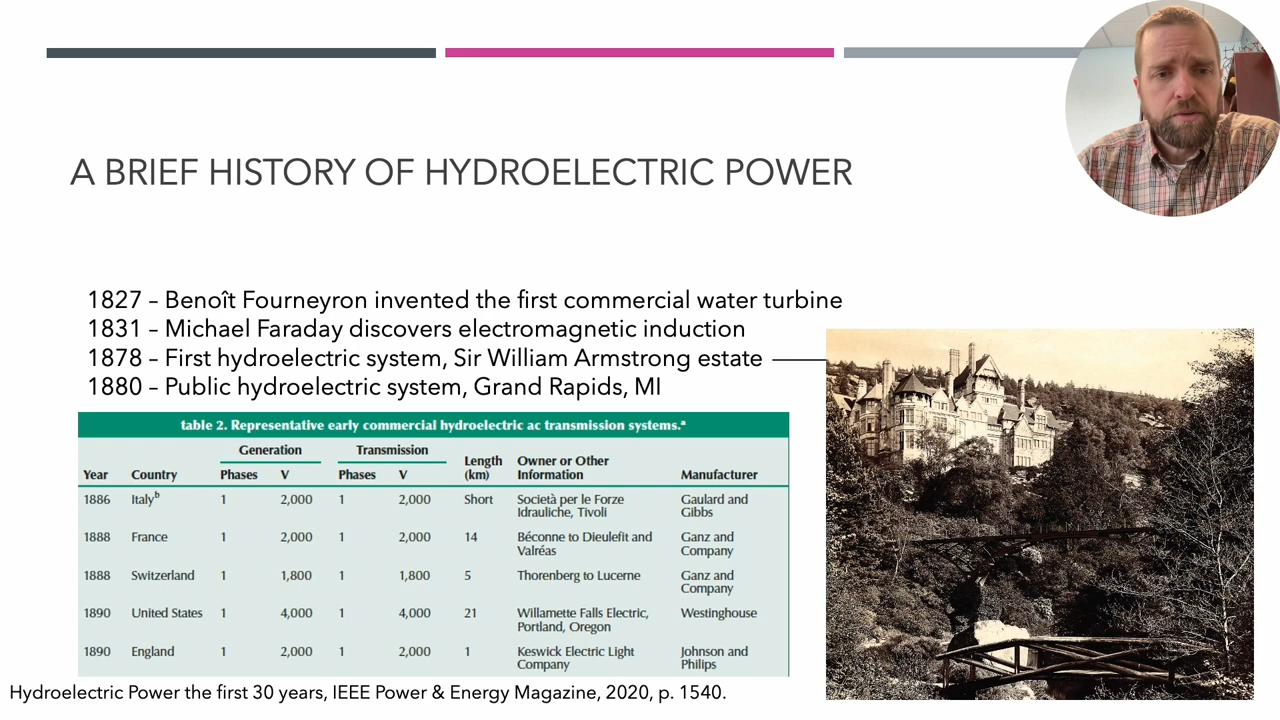 A BRIEF HISTORY OF HYDROELECTRIC POWER
1827 – Benoît Fourneyron invented the first commercial water turbine
1831 – Michael Faraday discovers electromagnetic induction
1878 – First hydroelectric system, Sir William Armstrong estate
1880 – Public hydroelectric system, Grand Rapids, MI
table 2. Representative early commercial hydroelectric ac transmission systems.ª
Generation Transmission
Year Country Phases V Phases V Length (km) Owner or Other Information Manufacturer
1886 Italyᵇ 1 2,000 1 2,000 Short Società per le Forze Idrauliche, Tivoli Gaulard and Gibbs
1888 France 1 2,000 1 2,000 14 Béconne to Dieulefit and Valréas Ganz and Company
1888 Switzerland 1 1,800 1 1,800 5 Thorenberg to Lucerne Ganz and Company
1890 United States 1 4,000 1 4,000 21 Willamette Falls Electric, Portland, Oregon Westinghouse
1890 England 1 2,000 1 2,000 1 Keswick Electric Light Company Johnson and Philips
Hydroelectric Power the first 30 years, IEEE Power & Energy Magazine, 2020, p. 1540.